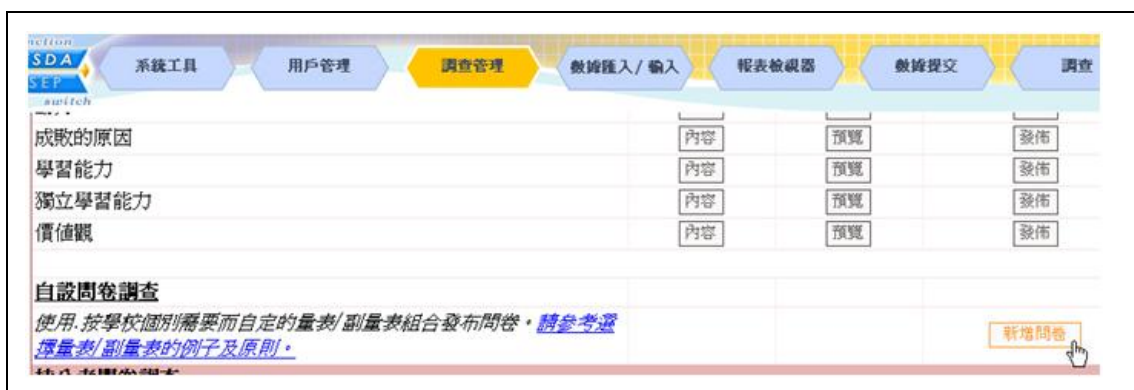 nction
SDA
SEP
switch
系統工具 用戶管理 調查管理 數據匯入/輸入 報表檢視器 數據提交 調查
成敗的原因 內容 預覽 發佈
學習能力 內容 預覽 發佈
獨立學習能力 內容 預覽 發佈
價值觀 內容 預覽 發佈
自設問卷調查
使用.按學校個別需要而自定的量表/副量表組合發布問卷。請參考選
擇量表/副量表的例子及原則。
新增問卷